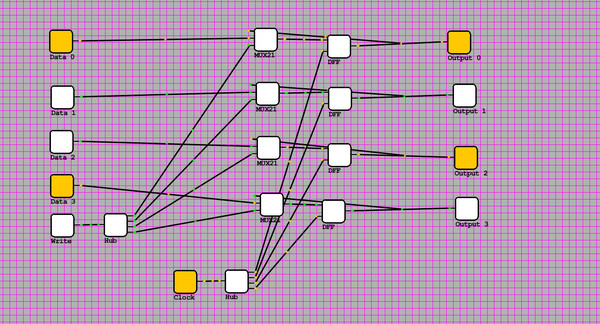 Data 0
MUX21
DFF
Output 0
Data 1
MUX21
DFF
Output 1
Data 2
MUX21
DFF
Output 2
Data 3
MUX21
DFF
Output 3
Write
Hub
Clock
Hub